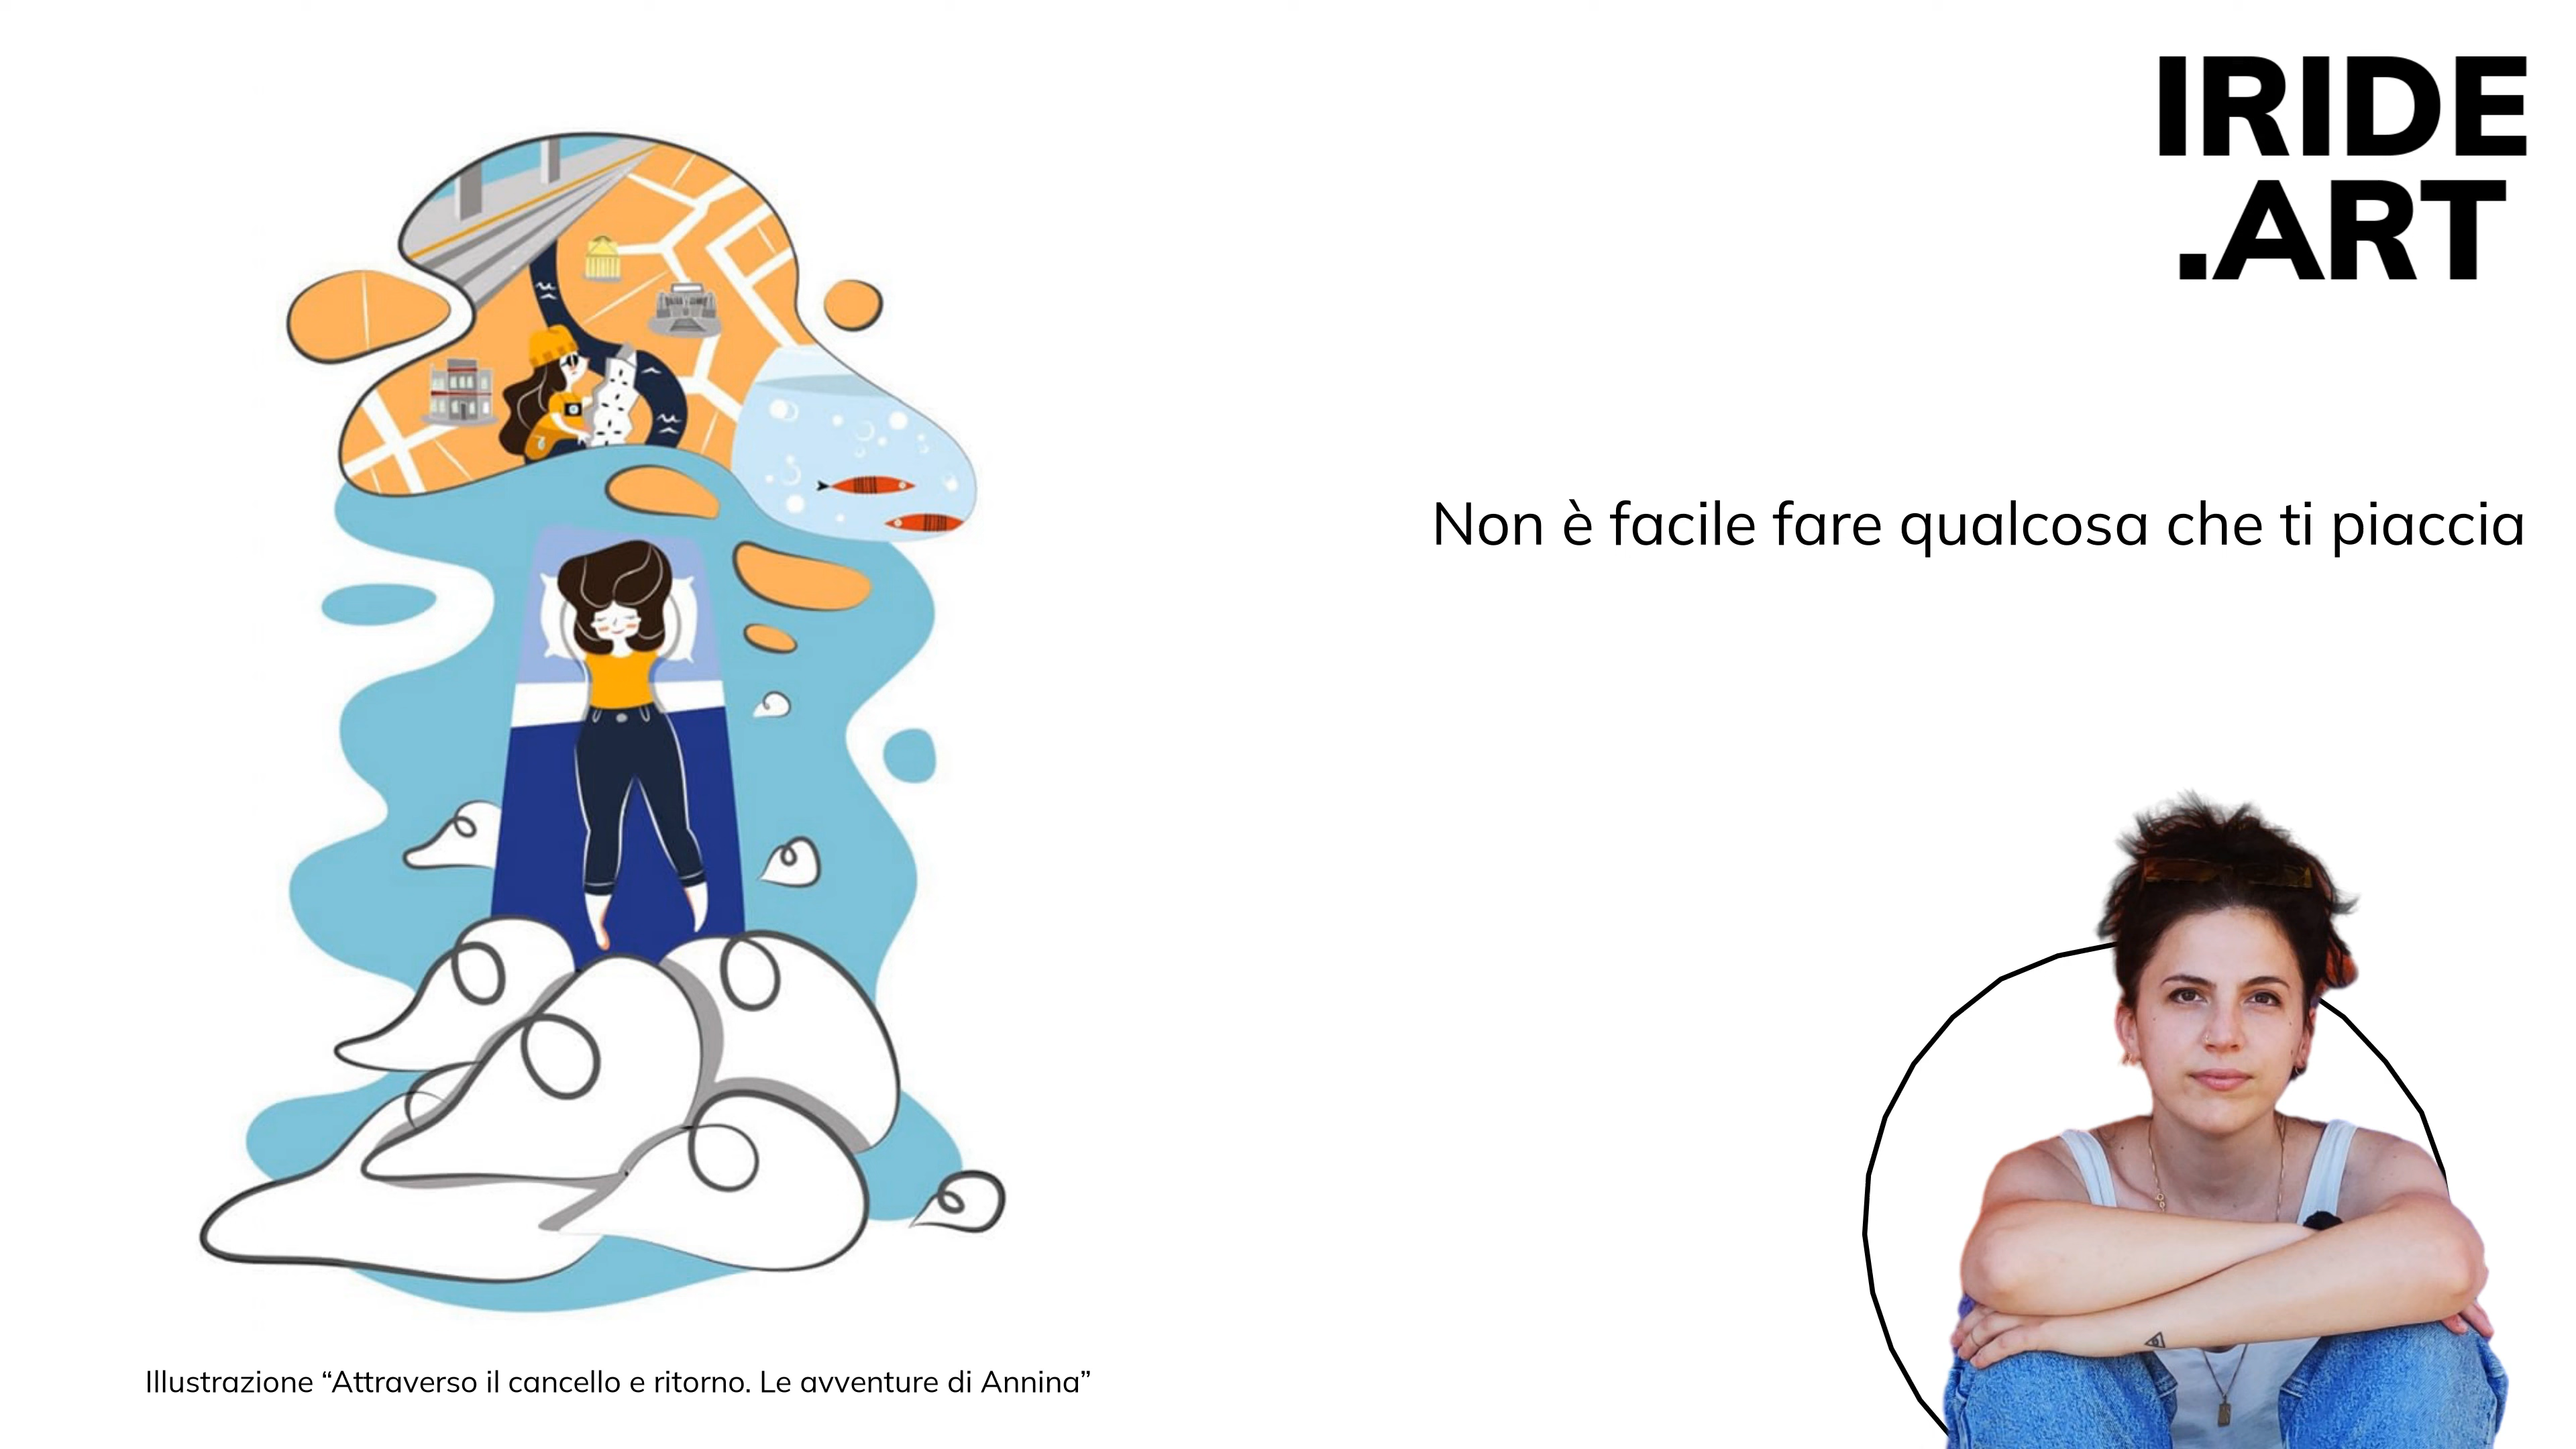 IRIDE
.ART
Non è facile fare qualcosa che ti piaccia
Illustrazione “Attraverso il cancello e ritorno. Le avventure di Annina”